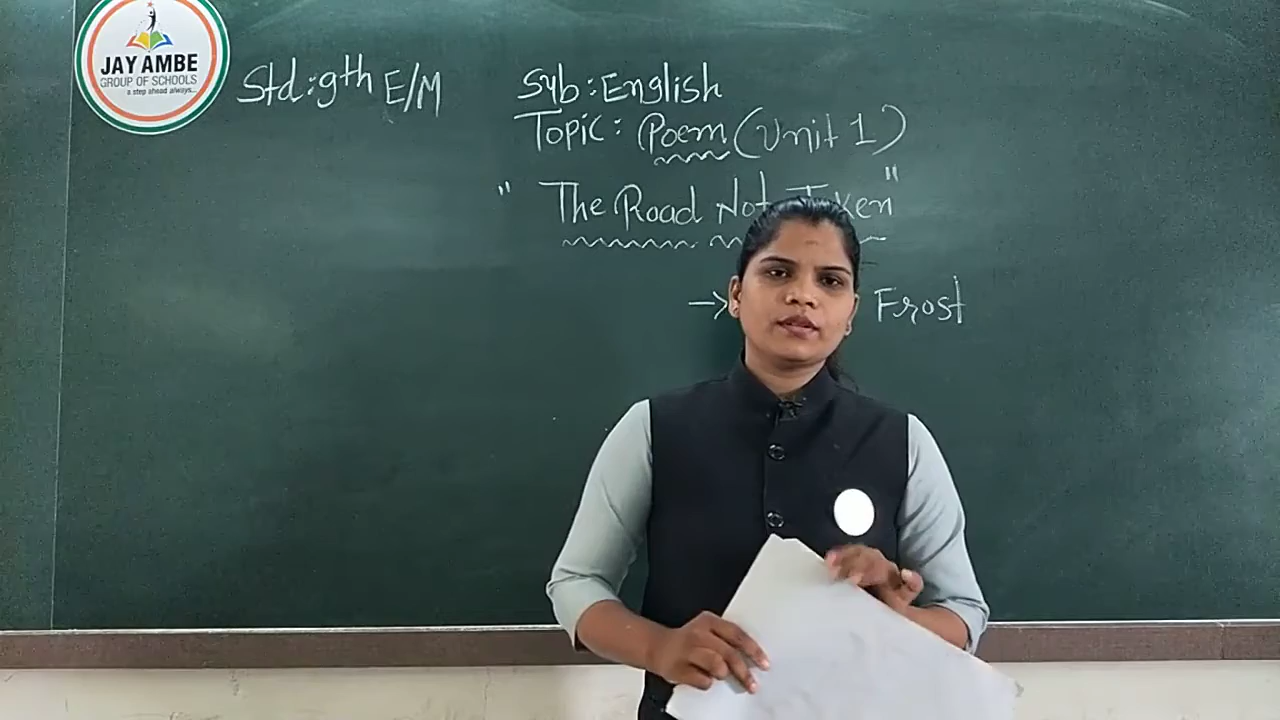 JAY AMBE
GROUP OF SCHOOLS
a step ahead always...
Std:9th E/M
Sub:English
Topic: Poem (Unit 1)
" The Road Not Taken"
→ Frost